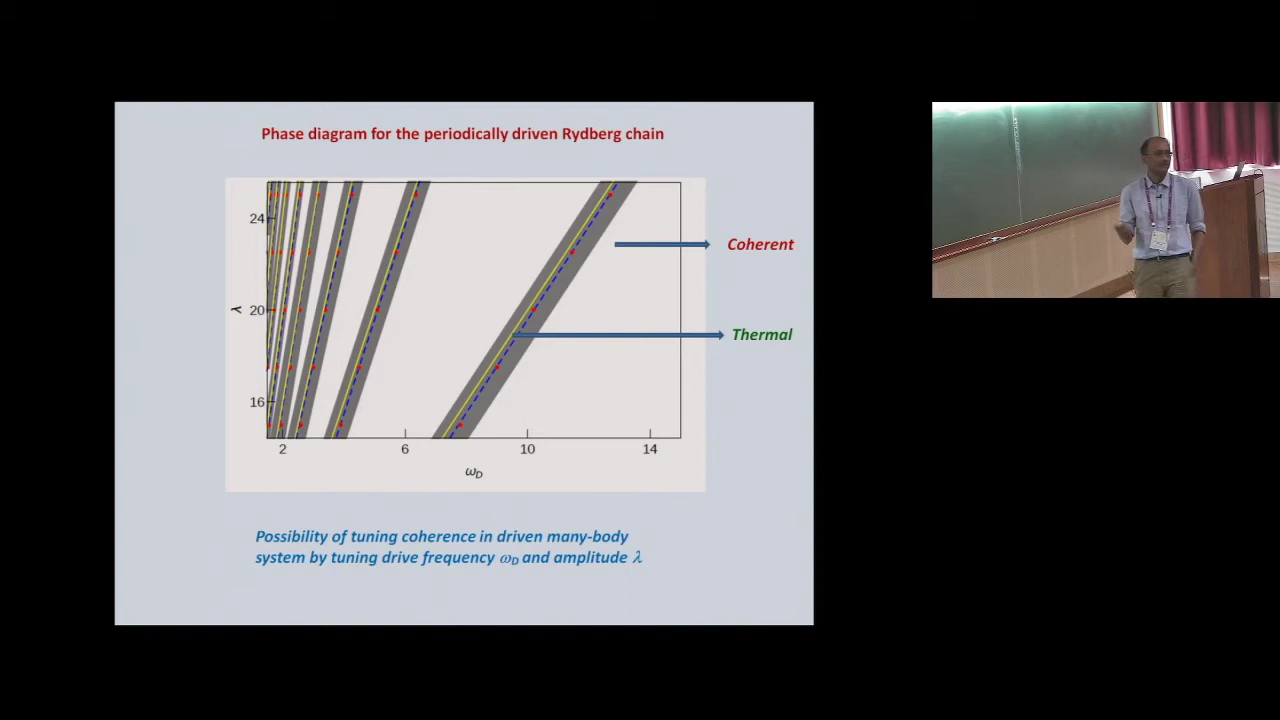 Phase diagram for the periodically driven Rydberg chain
24
20
16
λ
2 6 10 14
ω_D
Coherent
Thermal
Possibility of tuning coherence in driven many-body
system by tuning drive frequency ω_D and amplitude λ